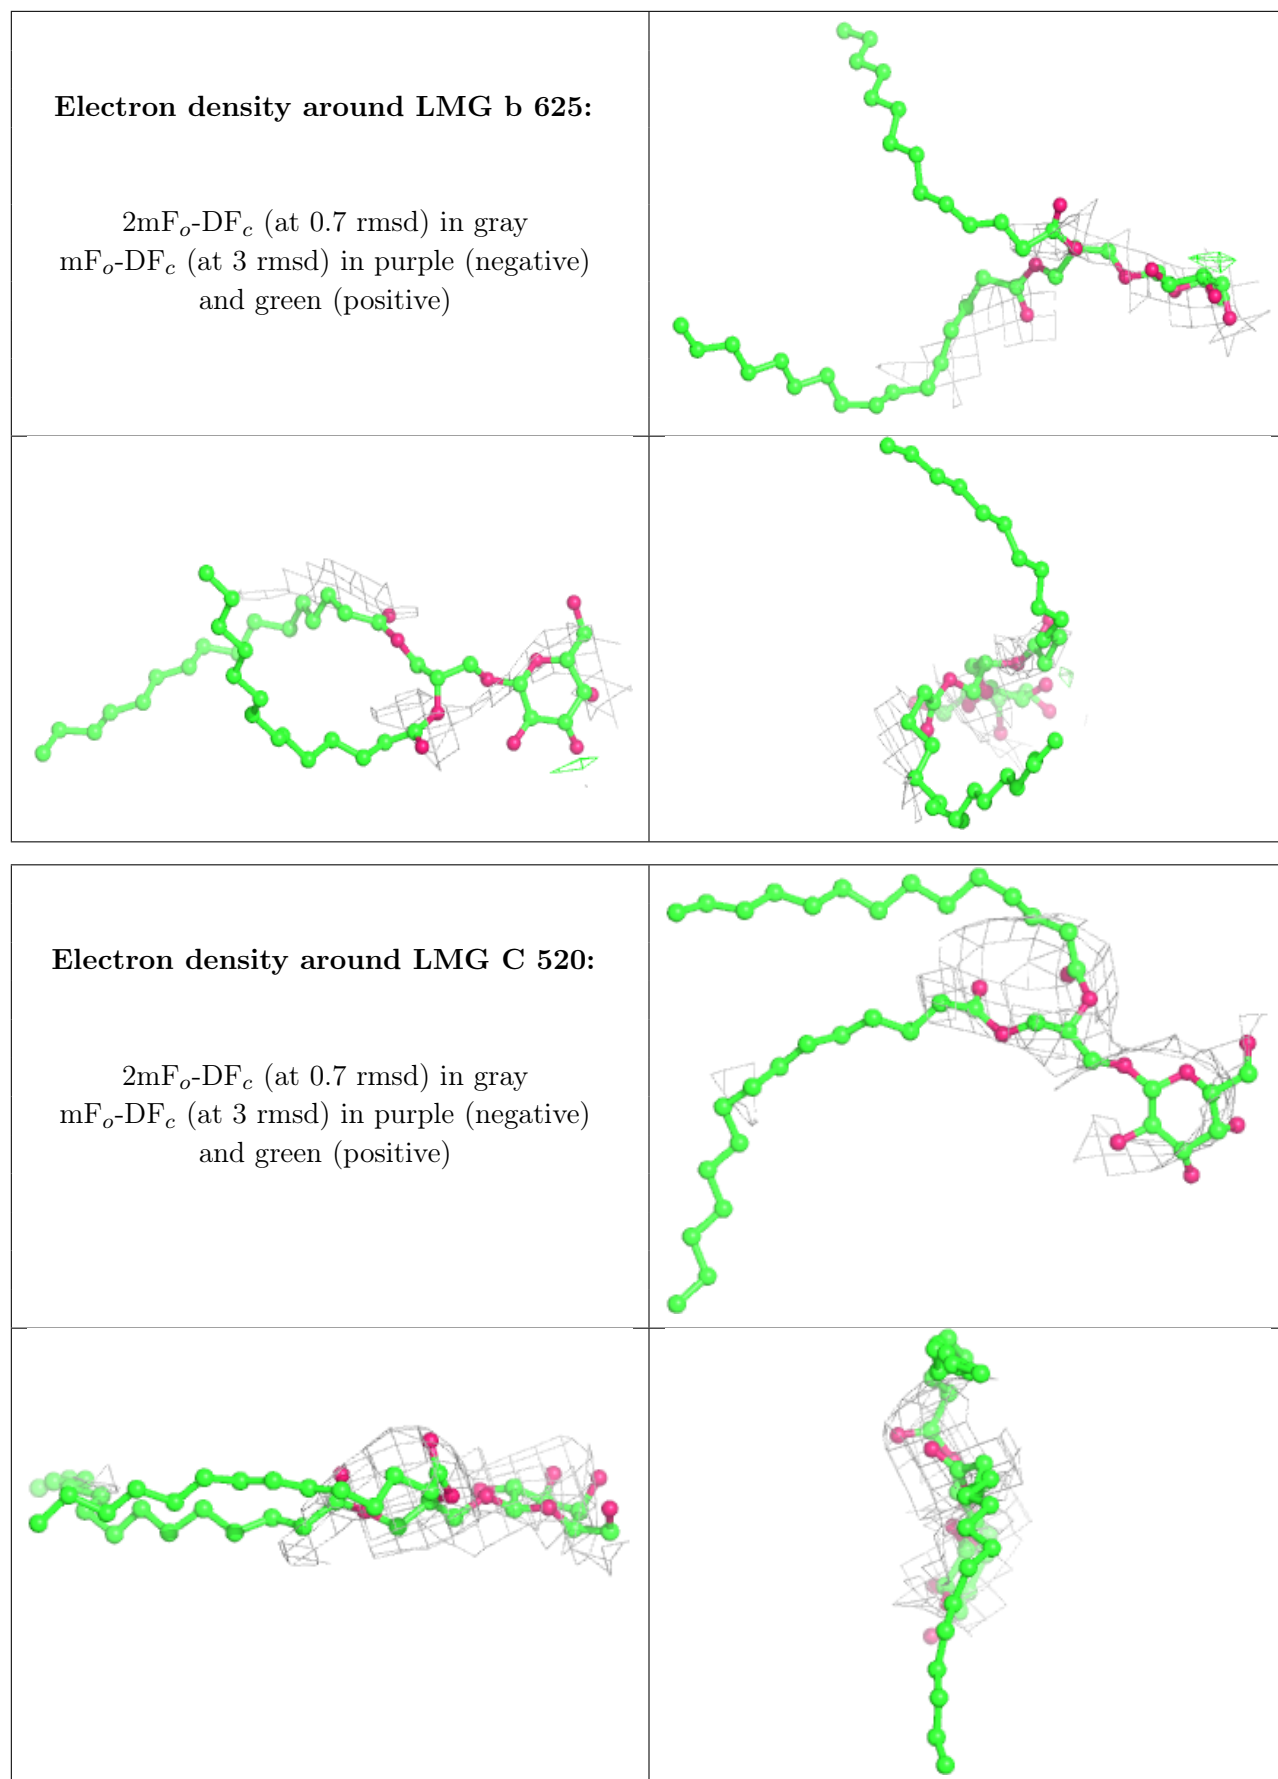 Electron density around LMG b 625:
2mFo-DFc (at 0.7 rmsd) in gray
mFo-DFc (at 3 rmsd) in purple (negative)
and green (positive)
Electron density around LMG C 520:
2mFo-DFc (at 0.7 rmsd) in gray
mFo-DFc (at 3 rmsd) in purple (negative)
and green (positive)